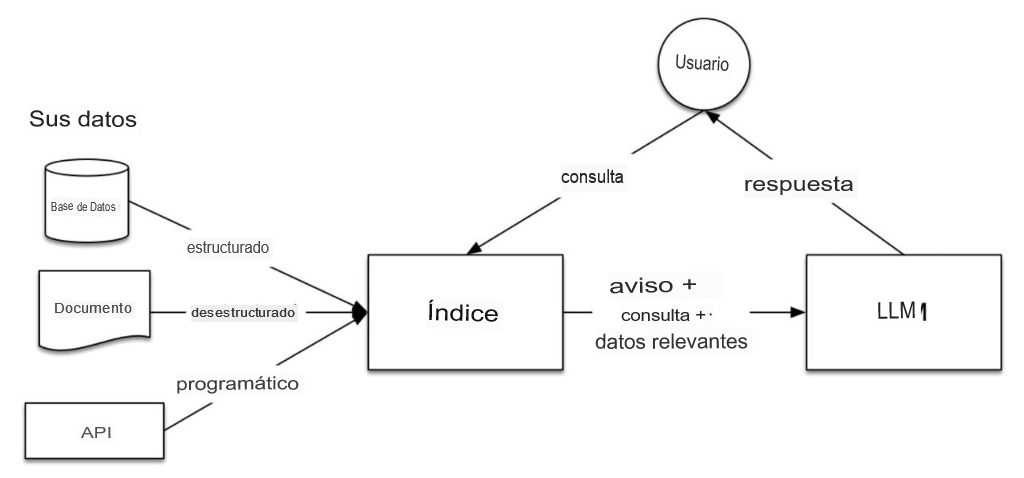 Usuario
Sus datos
consulta
respuesta
Base de Datos
estructurado
Documento
desestructurado
Índice
aviso +
consulta +
datos relevantes
LLM
programático
API